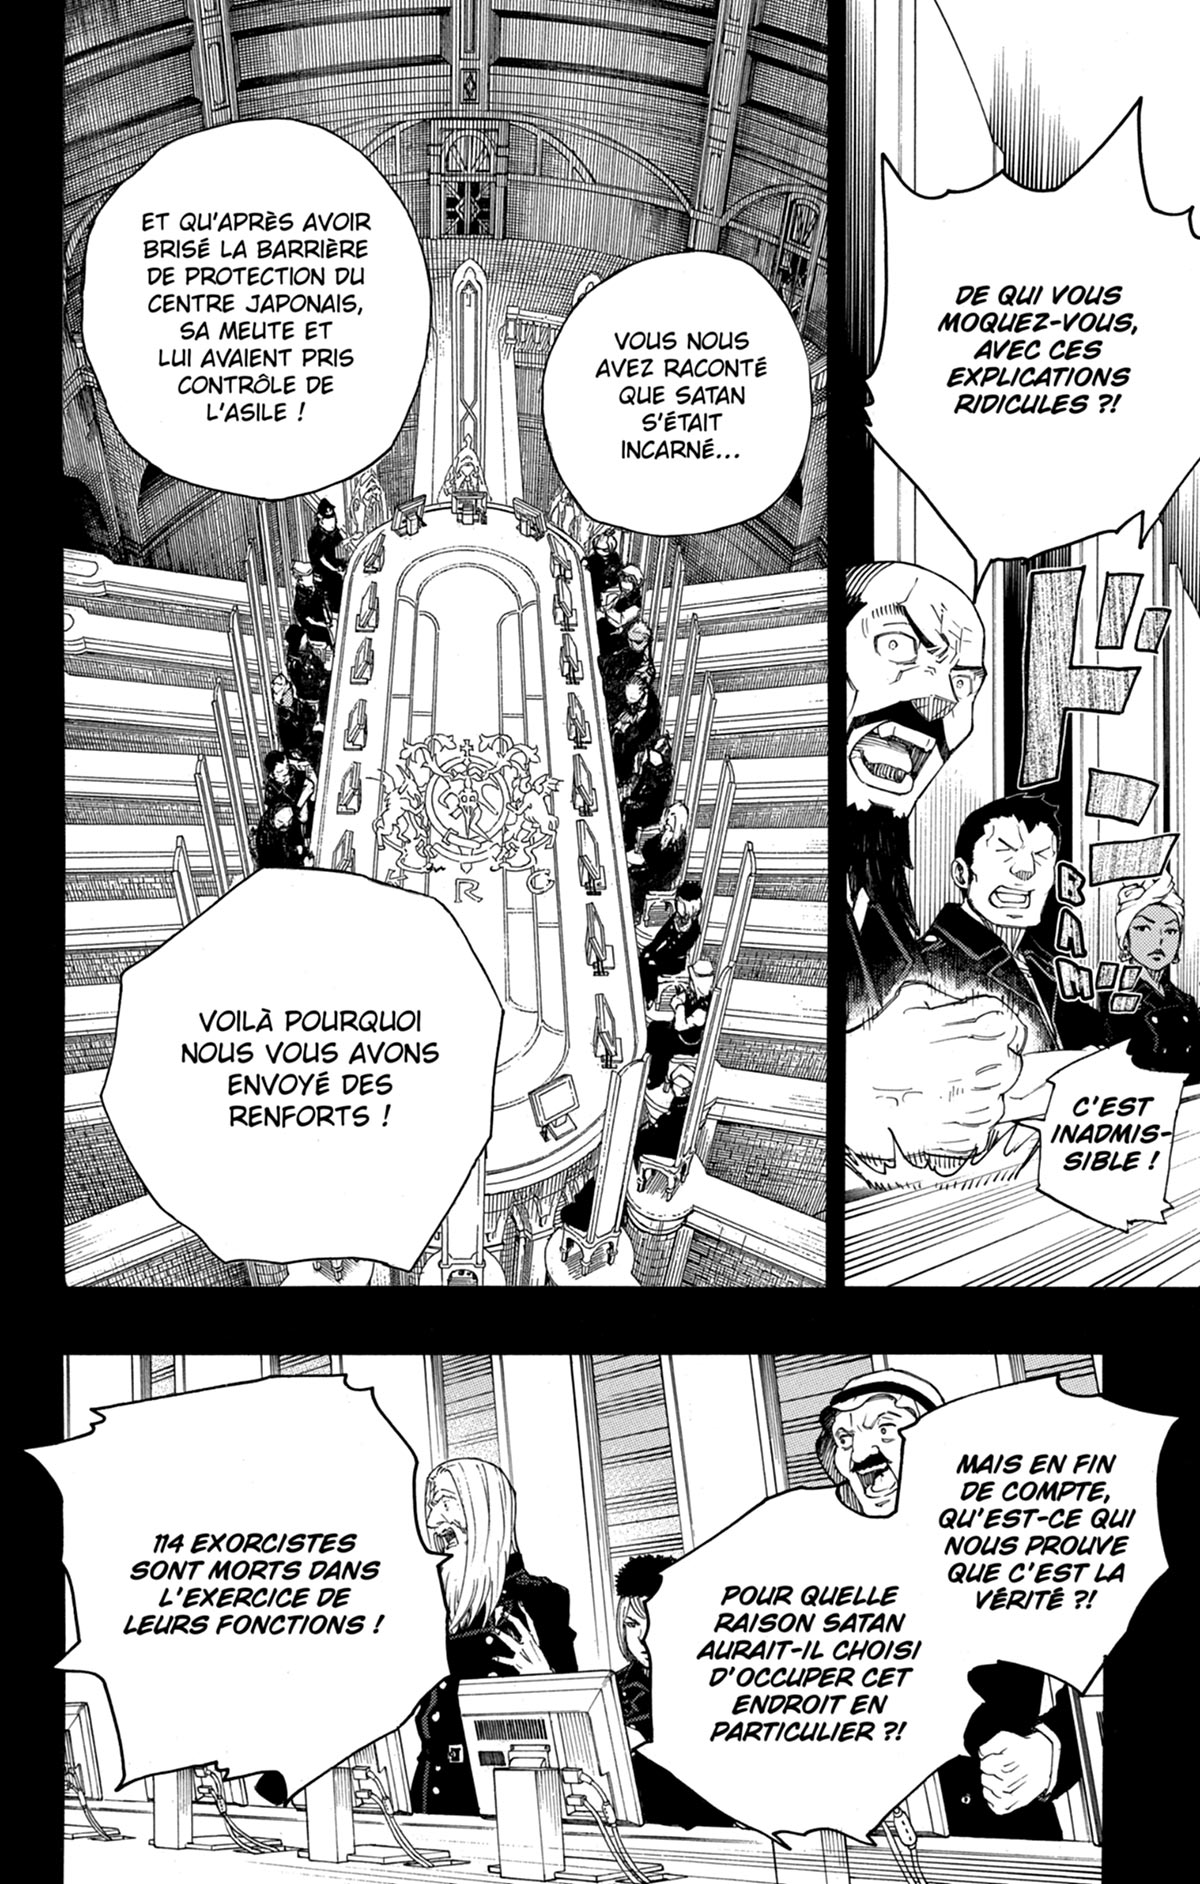 DE QUI VOUS
MOQUEZ-VOUS,
AVEC CES
EXPLICATIONS
RIDICULES ?!
ドン
BAM!!
C'EST
INADMIS-
SIBLE !
VOUS NOUS
AVEZ RACONTÉ
QUE SATAN
S'ÉTAIT
INCARNÉ...
ET QU'APRÈS AVOIR
BRISÉ LA BARRIÈRE
DE PROTECTION DU
CENTRE JAPONAIS,
SA MEUTE ET
LUI AVAIENT PRIS
CONTRÔLE DE
L'ASILE !
VOILÀ POURQUOI
NOUS VOUS AVONS
ENVOYÉ DES
RENFORTS !
MAIS EN FIN
DE COMPTE,
QU'EST-CE QUI
NOUS PROUVE
QUE C'EST LA
VÉRITÉ ?!
POUR QUELLE
RAISON SATAN
AURAIT-IL CHOISI
D'OCCUPER CET
ENDROIT EN
PARTICULIER ?!
114 EXORCISTES
SONT MORTS DANS
L'EXERCICE DE
LEURS FONCTIONS !